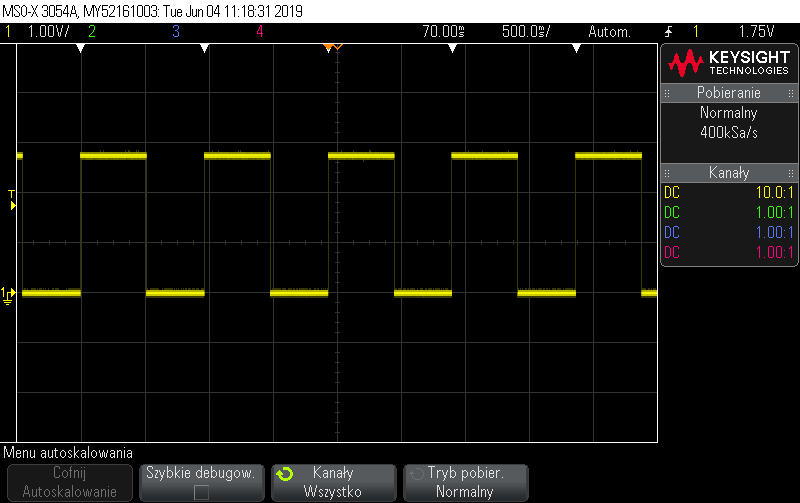 MSO-X 3054A, MY52161003: Tue Jun 04 11:18:31 2019
1 1.00V/ 2 3 4 70.00ms 500.0ms/ Autom. 1 1.75V
KEYSIGHT
TECHNOLOGIES
Pobieranie
Normalny
400kSa/s
Kanały
DC 10.0:1
DC 1.00:1
DC 1.00:1
DC 1.00:1
T
1
Menu autoskalowania
Cofnij
Autoskalowanie
Szybkie debugow.
Kanały
Wszystko
Tryb pobier.
Normalny